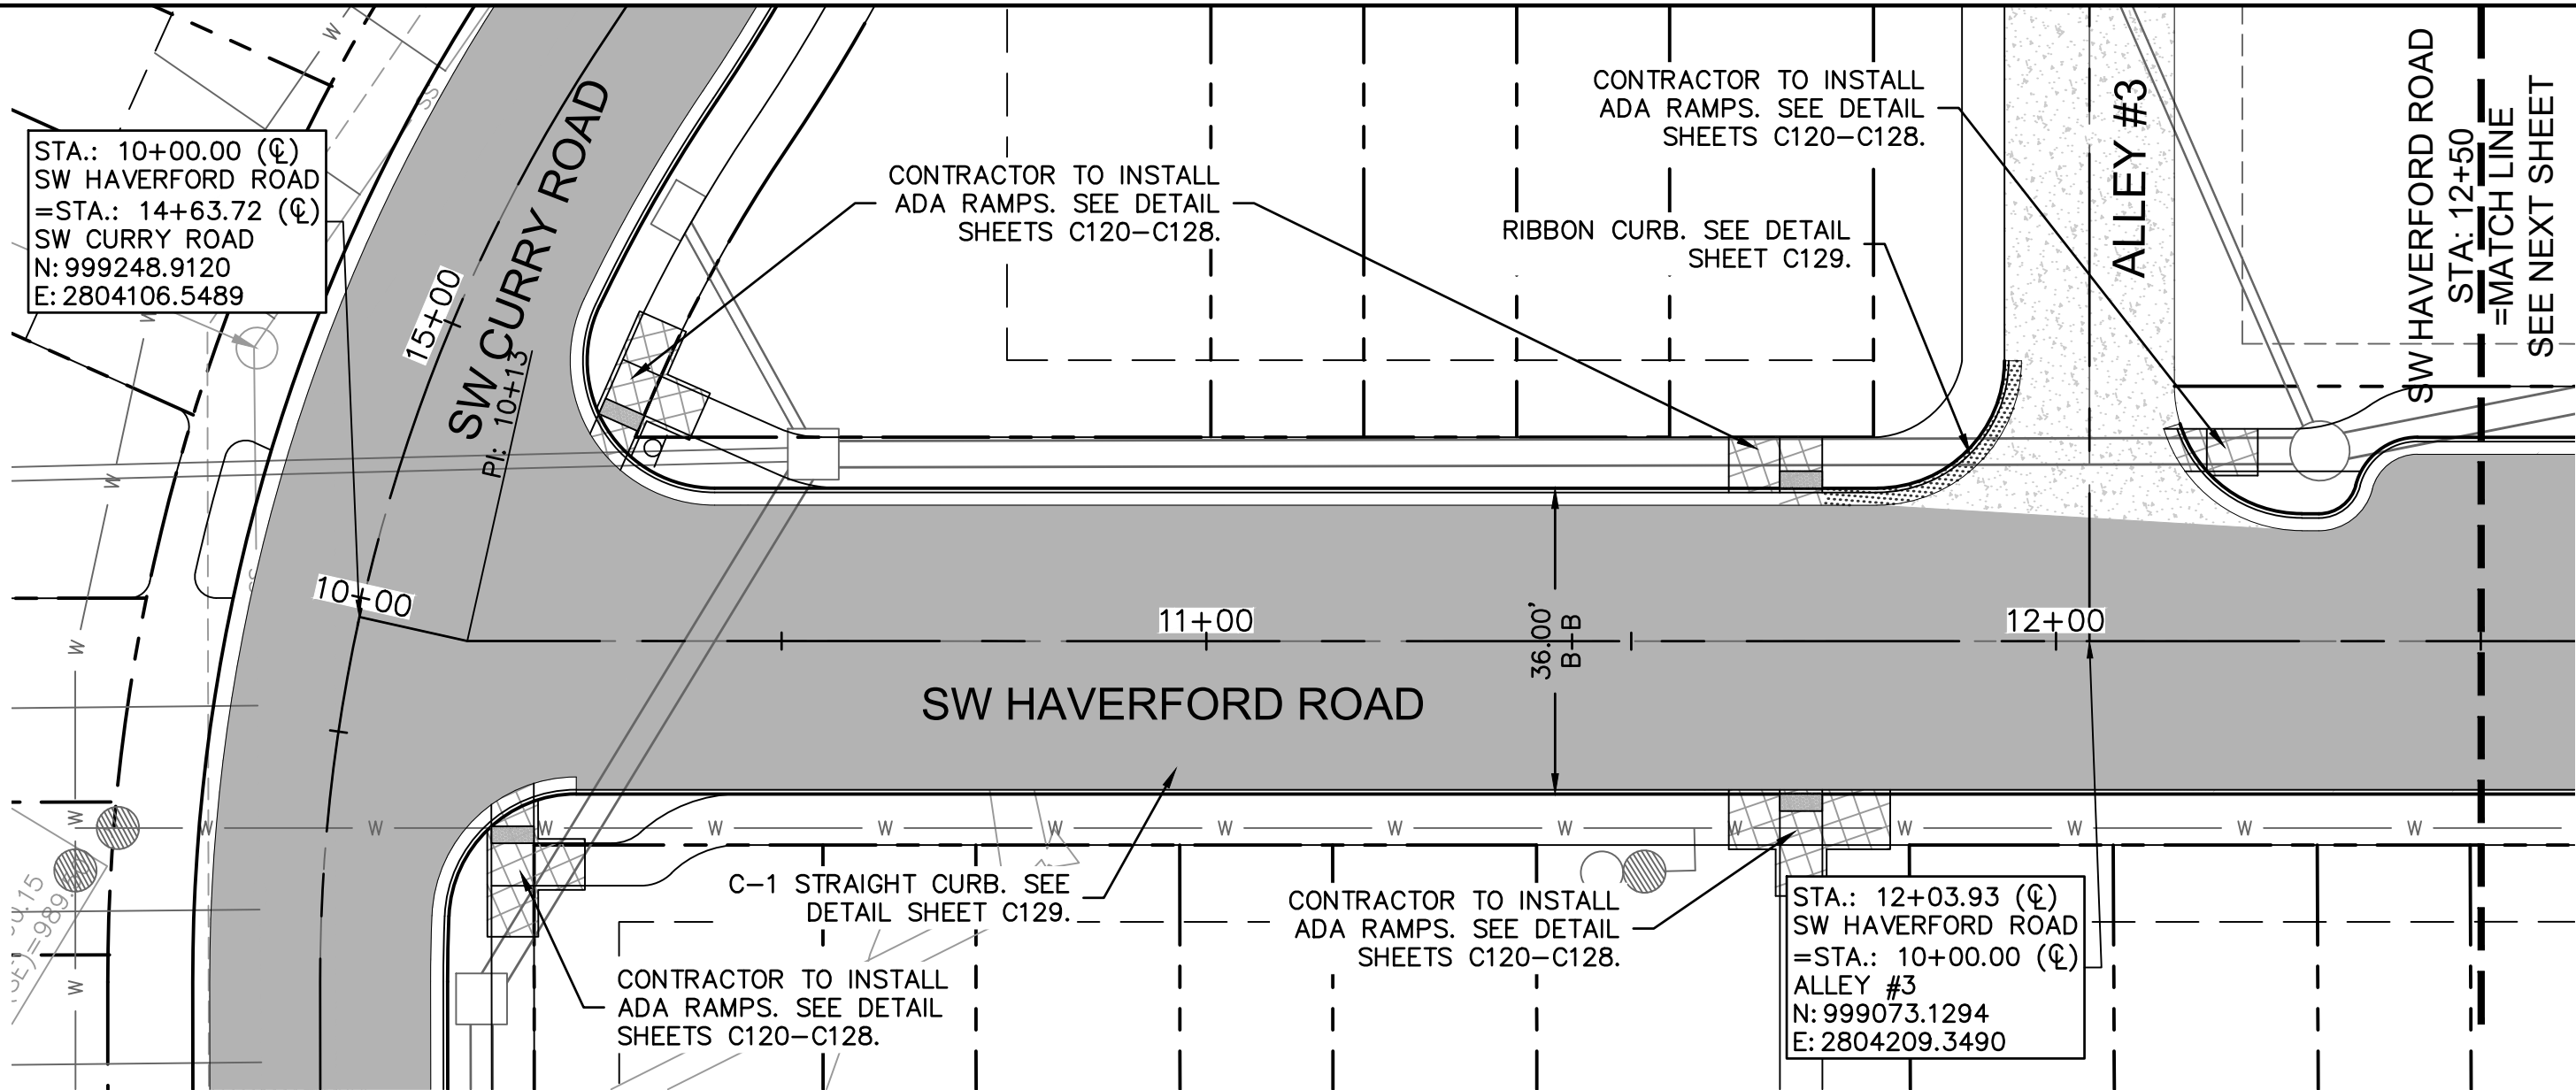 STA.: 10+00.00 (℄)
SW HAVERFORD ROAD
=STA.: 14+63.72 (℄)
SW CURRY ROAD
N: 999248.9120
E: 2804106.5489
15+00
SW CURRY ROAD
PI: 10+13
10+00
CONTRACTOR TO INSTALL
ADA RAMPS. SEE DETAIL
SHEETS C120-C128.
CONTRACTOR TO INSTALL
ADA RAMPS. SEE DETAIL
SHEETS C120-C128.
RIBBON CURB. SEE DETAIL
SHEET C129.
ALLEY #3
SW HAVERFORD ROAD
STA: 12+50
=MATCH LINE
SEE NEXT SHEET
11+00
12+00
36.00'
B-B
SW HAVERFORD ROAD
C-1 STRAIGHT CURB. SEE
DETAIL SHEET C129.
CONTRACTOR TO INSTALL
ADA RAMPS. SEE DETAIL
SHEETS C120-C128.
CONTRACTOR TO INSTALL
ADA RAMPS. SEE DETAIL
SHEETS C120-C128.
STA.: 12+03.93 (℄)
SW HAVERFORD ROAD
=STA.: 10+00.00 (℄)
ALLEY #3
N: 999073.1294
E: 2804209.3490
W
W
W
W
W
W
W
SS
W W W W W W W W W W W W W W